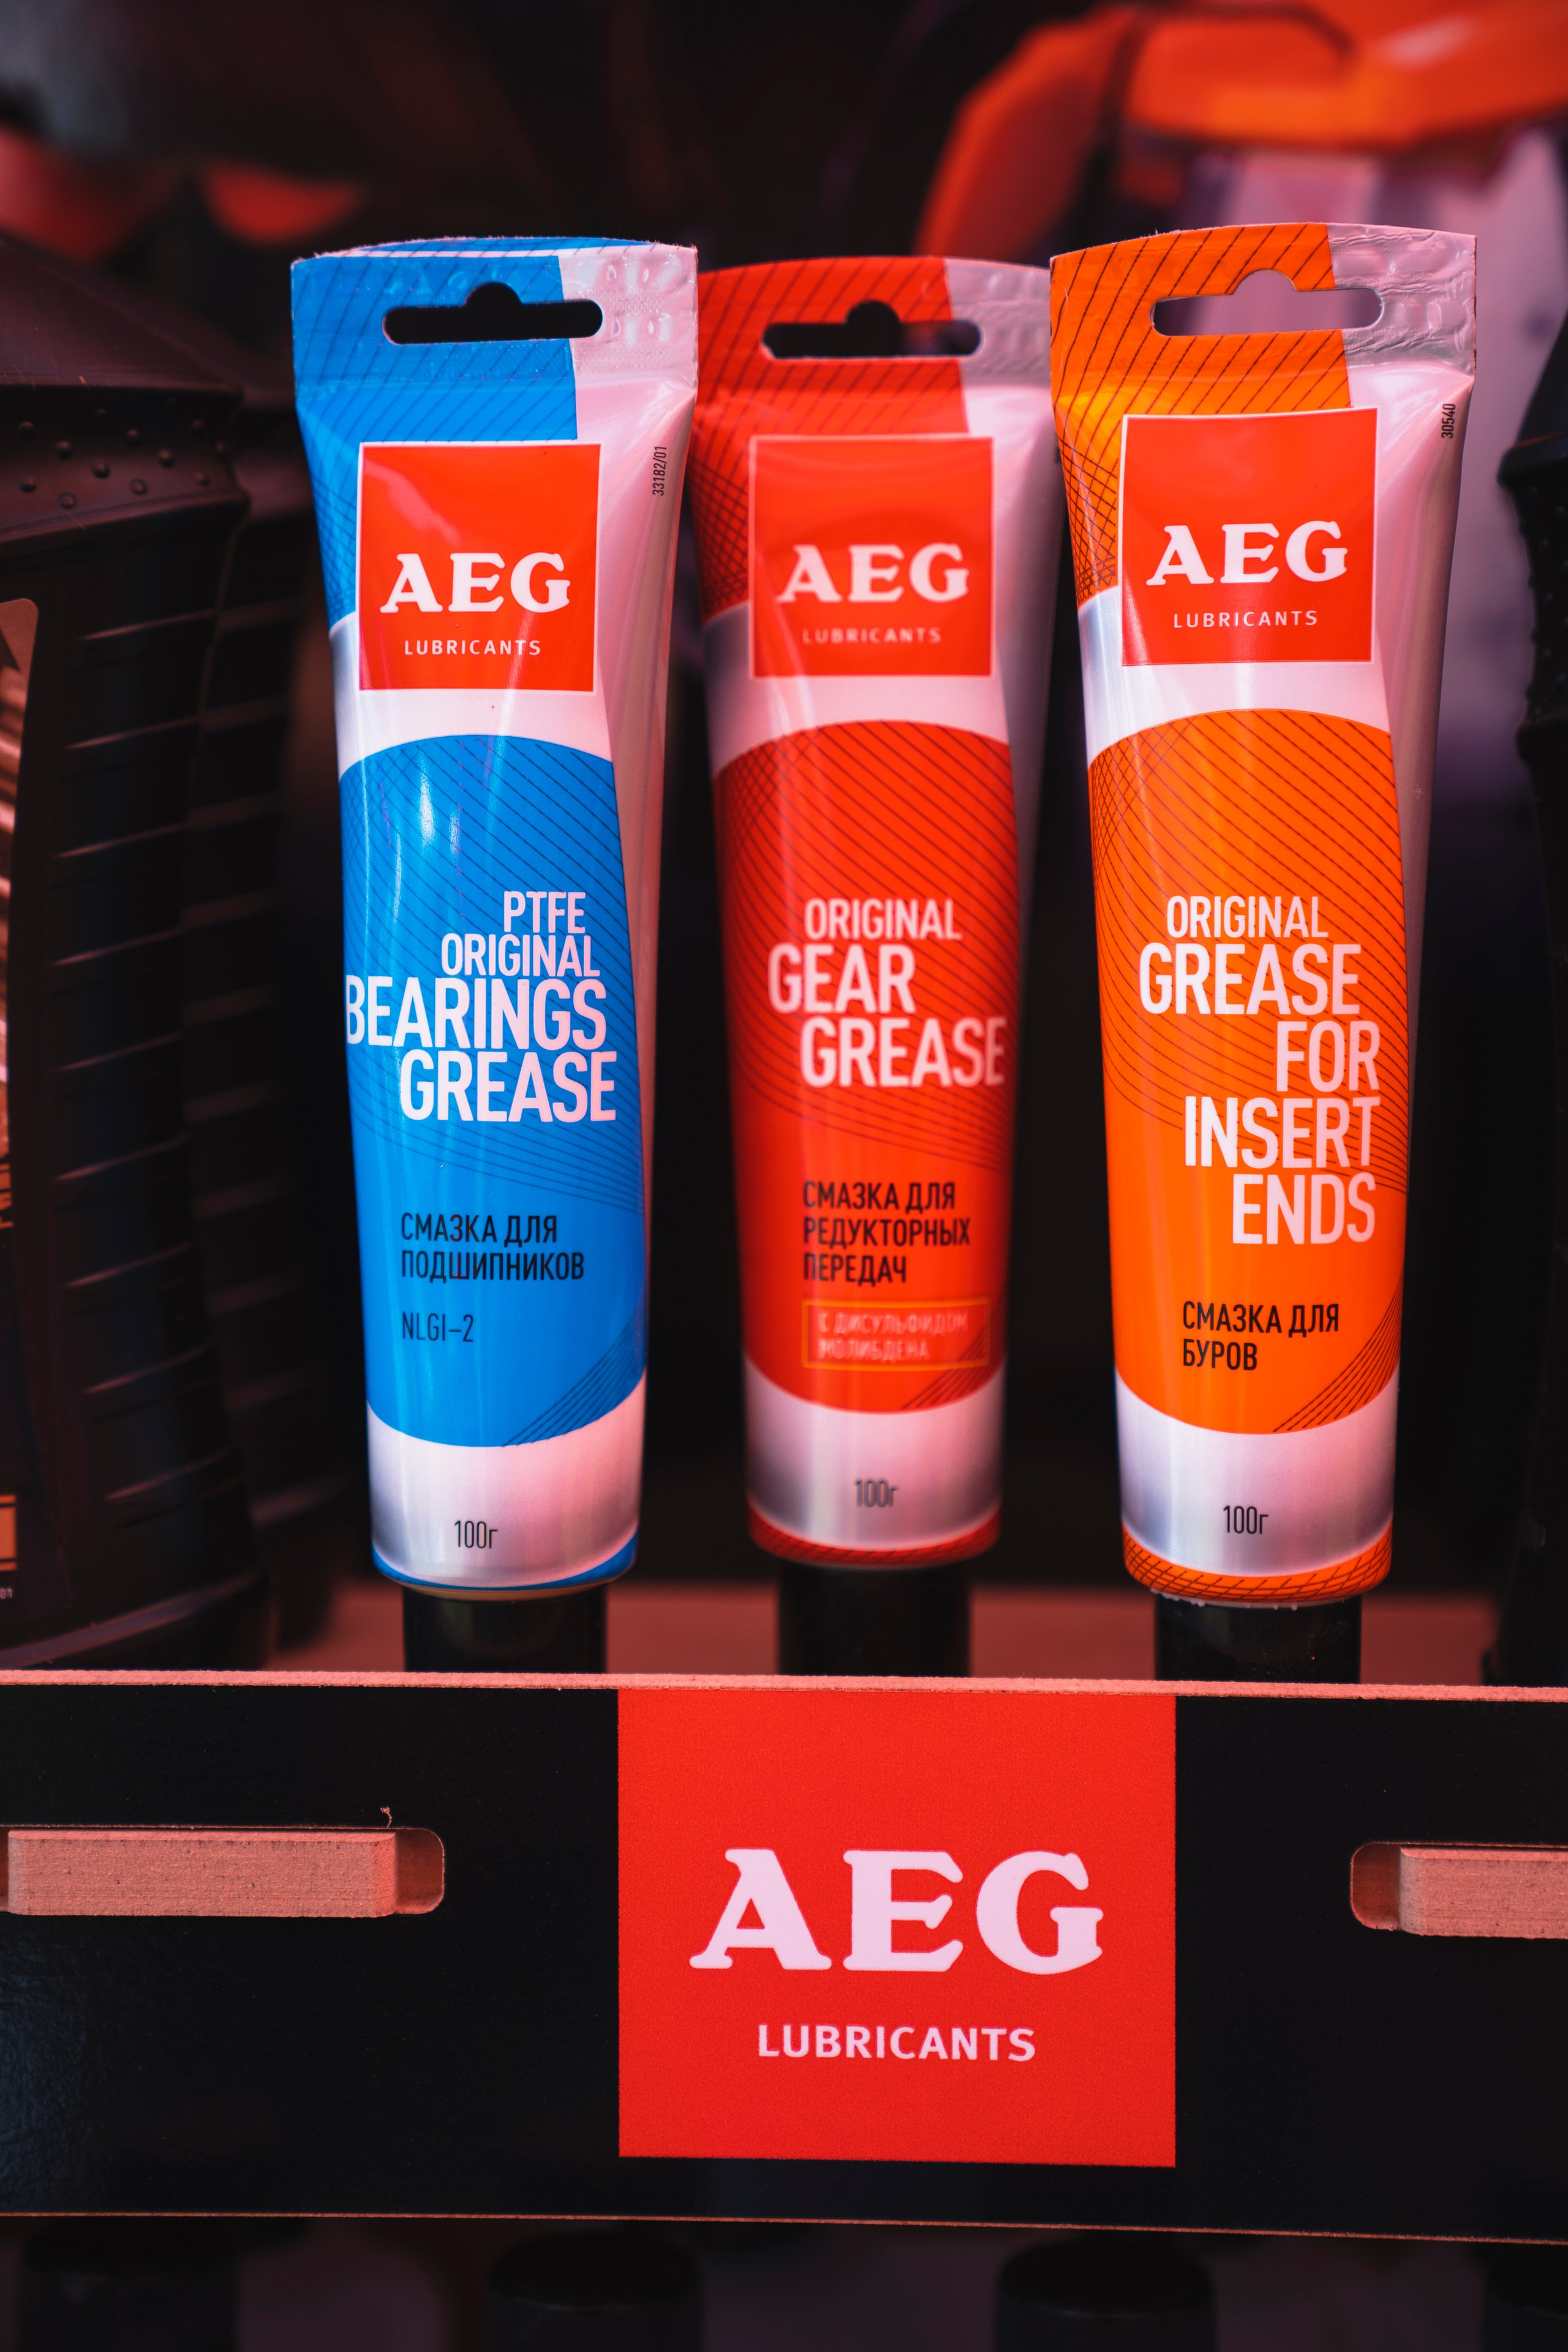 AEG
LUBRICANTS
33182/01
PTFE
ORIGINAL
BEARINGS
GREASE
СМАЗКА ДЛЯ
ПОДШИПНИКОВ
NLGI-2
100г
AEG
LUBRICANTS
ORIGINAL
GEAR
GREASE
СМАЗКА ДЛЯ
РЕДУКТОРНЫХ
ПЕРЕДАЧ
С ДИСУЛЬФИДОМ
МОЛИБДЕНА
100г
AEG
LUBRICANTS
30540
ORIGINAL
GREASE
FOR
INSERT
ENDS
СМАЗКА ДЛЯ
БУРОВ
100г
AEG
LUBRICANTS